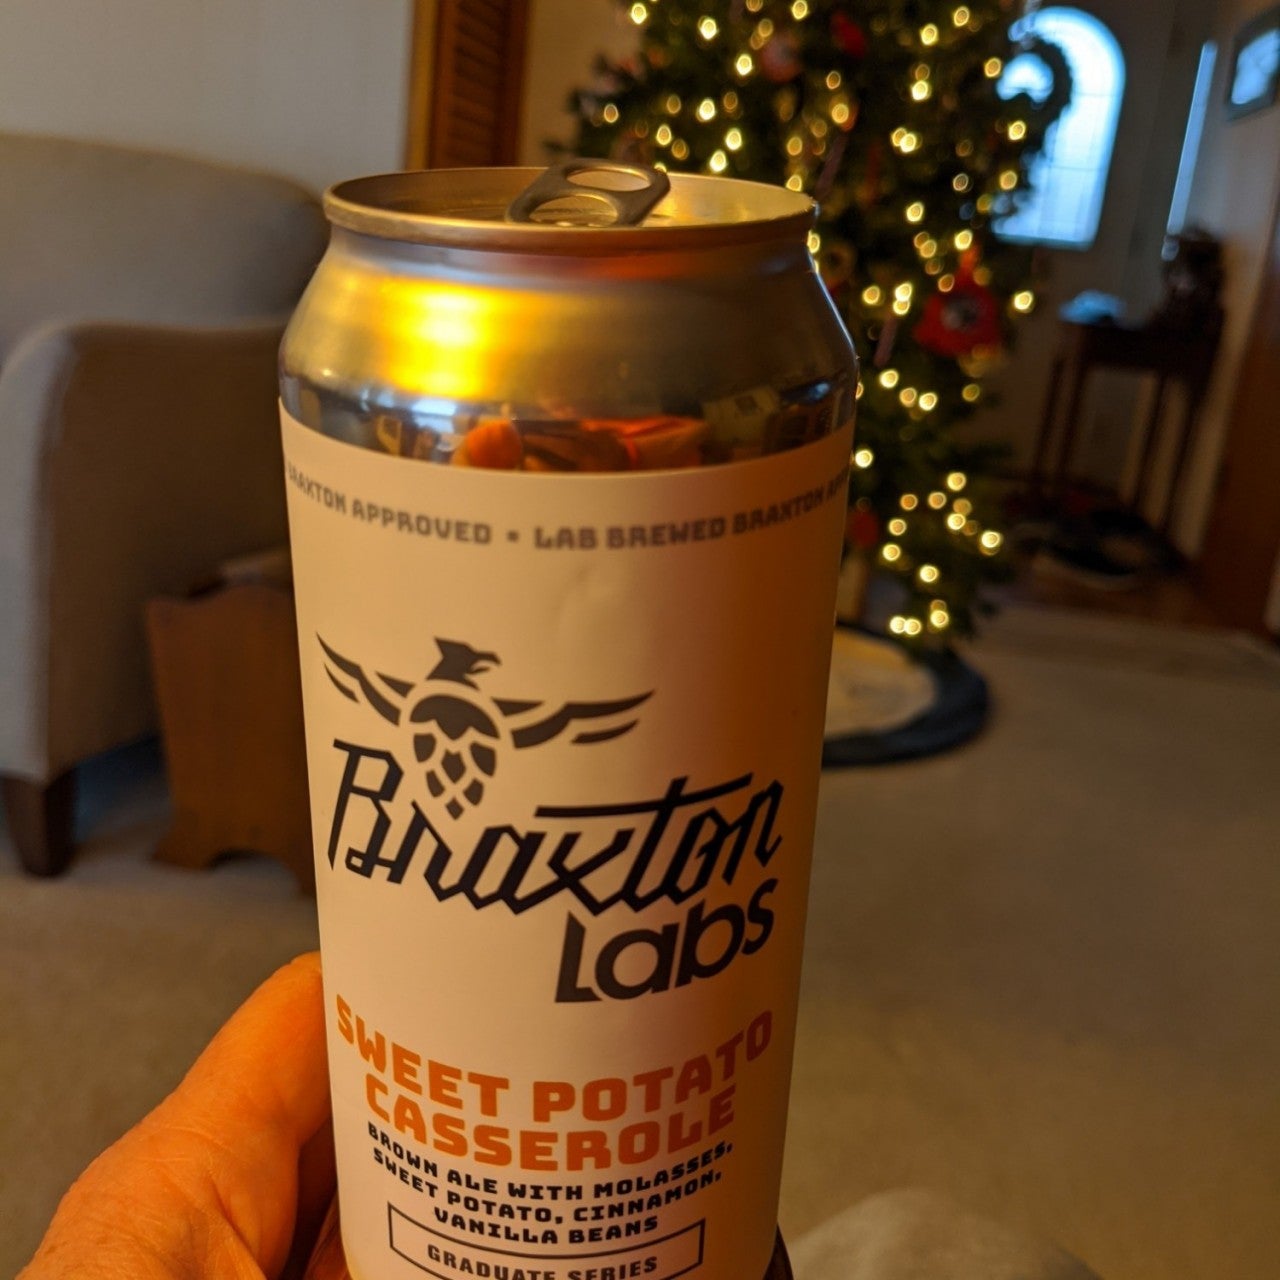 BRAXTON APPROVED • LAB BREWED BRAXTON
Braxton
Labs
SWEET POTATO
CASSEROLE
BROWN ALE WITH MOLASSES,
SWEET POTATO, CINNAMON,
VANILLA BEANS
GRADUATE SERIES